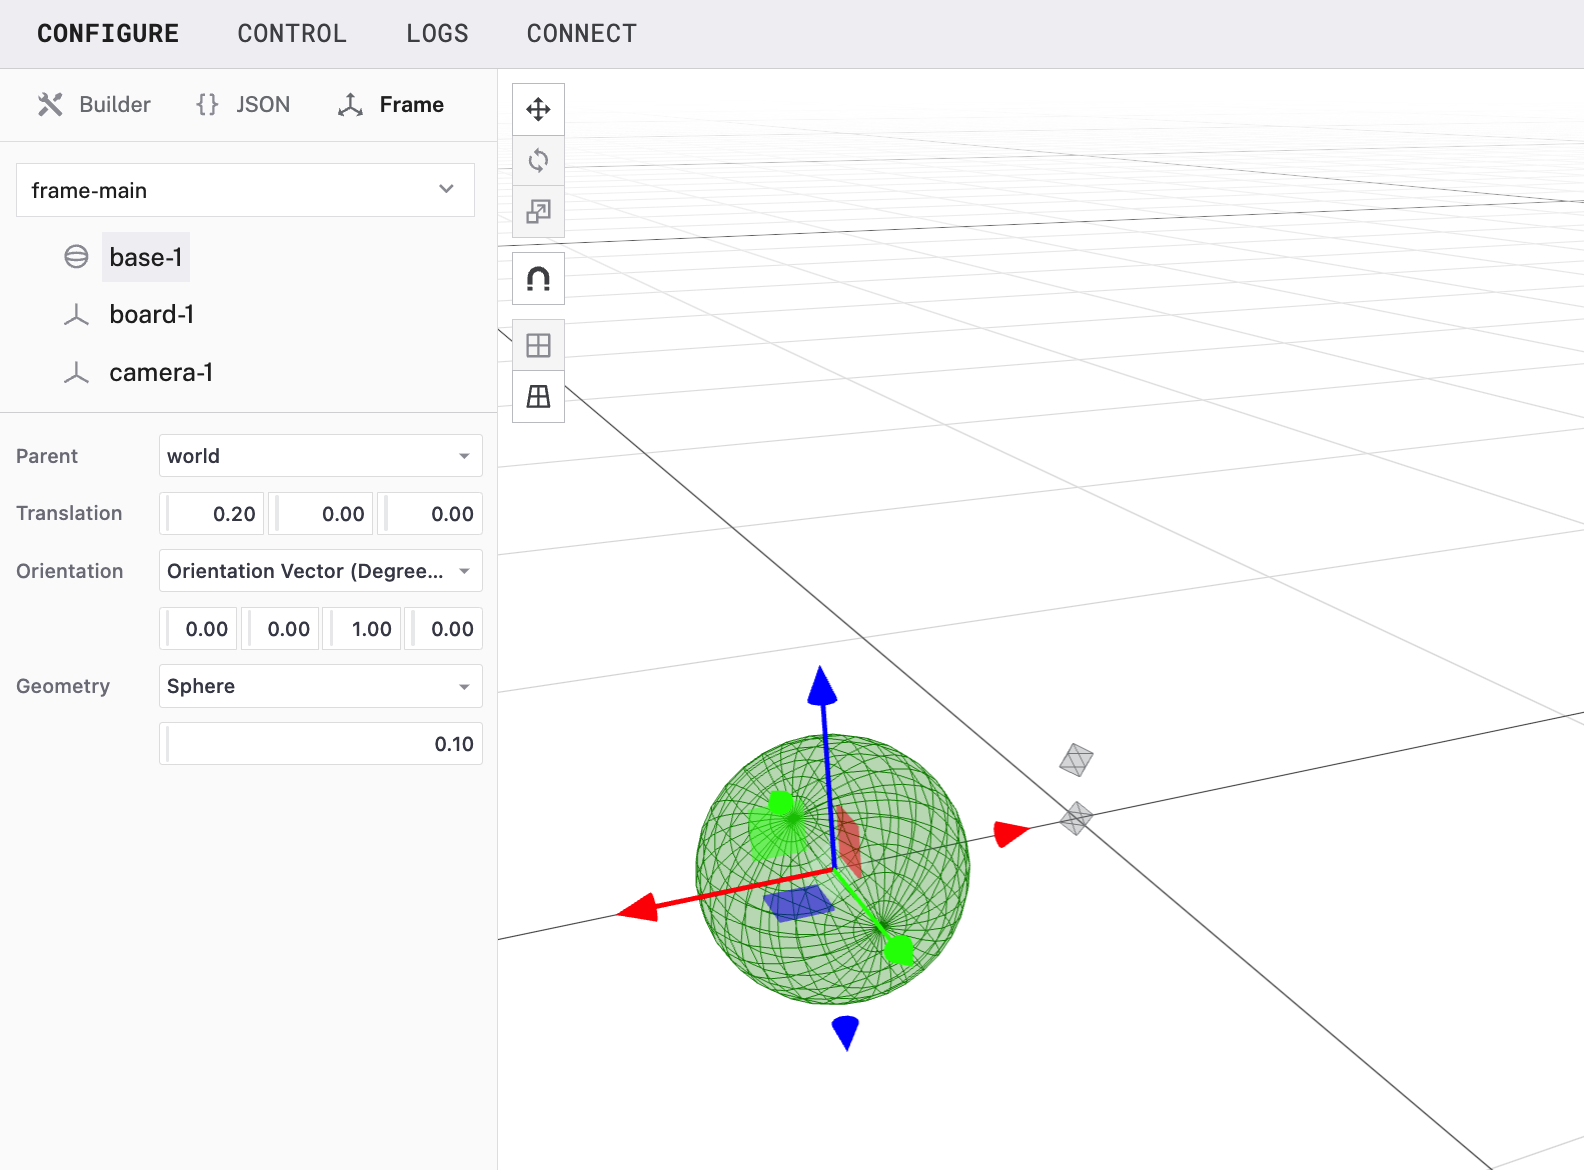 CONFIGURE CONTROL LOGS CONNECT
Builder {} JSON Frame
frame-main
base-1
board-1
camera-1
Parent world
Translation 0.20 0.00 0.00
Orientation Orientation Vector (Degree...
0.00 0.00 1.00 0.00
Geometry Sphere
0.10